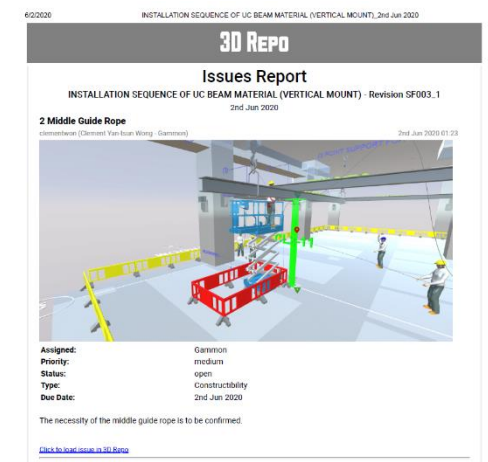 6/2/2020 INSTALLATION SEQUENCE OF UC BEAM MATERIAL (VERTICAL MOUNT)_2nd Jun 2020
3D REPO
Issues Report
INSTALLATION SEQUENCE OF UC BEAM MATERIAL (VERTICAL MOUNT) - Revision SF003_1
2nd Jun 2020
2 Middle Guide Rope
clementwon (Clement Yan-tsun Wong - Gammon) 2nd Jun 2020 01:23
Assigned: Gammon
Priority: medium
Status: open
Type: Constructibility
Due Date: 2nd Jun 2020
The necessity of the middle guide rope is to be confirmed.
Click to load issue in 3D Repo